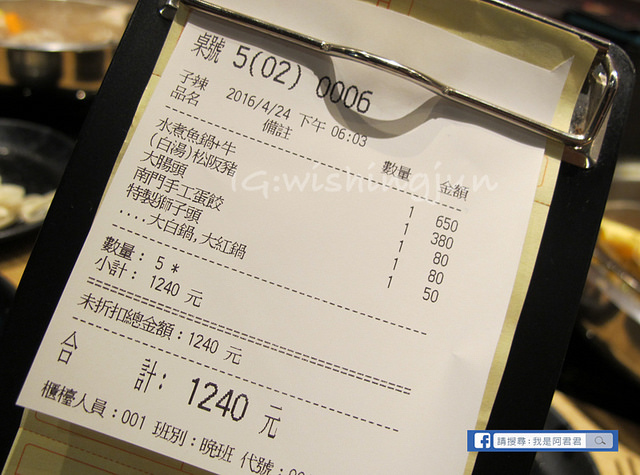 桌號 5(02) 0006
子辣 2016/4/24 下午 06:03
品名 備註 數量 金額
水煮魚鍋+牛 1 650
(白湯)松阪豬 1 380
大腸頭 1 80
南門手工蛋餃 1 80
特製獅子頭 1 50
....大白鍋,大紅鍋
數量: 5 *
小計: 1240 元
未折扣總金額:1240 元
合 計: 1240 元
櫃檯人員:001 班別:晚班 代號:00
iG:wishingjun
請搜尋:我是阿君君